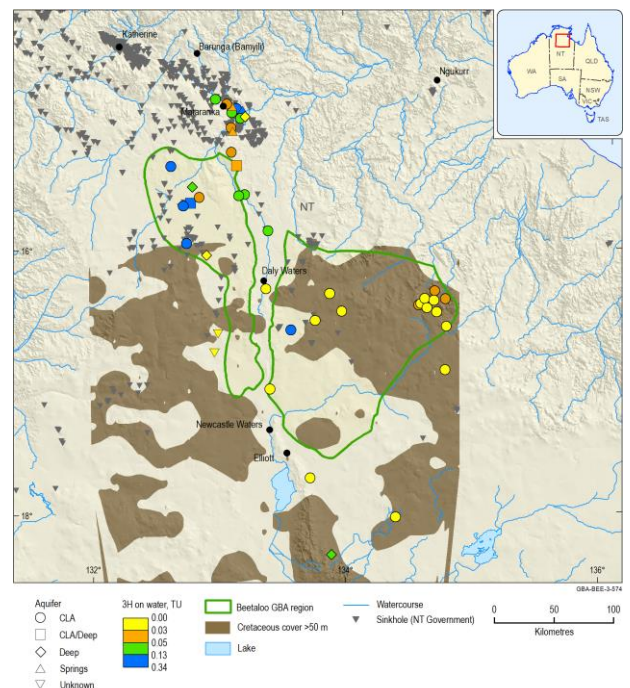 Katherine
Barunga (Bamyili)
Ngukurr
Mataranka
NT
WA
NT
QLD
SA
NSW
VIC
TAS
16°
Daly Waters
Newcastle Waters
Elliott
18°
132°
134°
136°
GBA-BEE-3-574
Aquifer
CLA
CLA/Deep
Deep
Springs
Unknown
3H on water, TU
0.00
0.03
0.05
0.13
0.34
Beetaloo GBA region
Cretaceous cover >50 m
Lake
Watercourse
Sinkhole (NT Government)
0 50 100
Kilometres